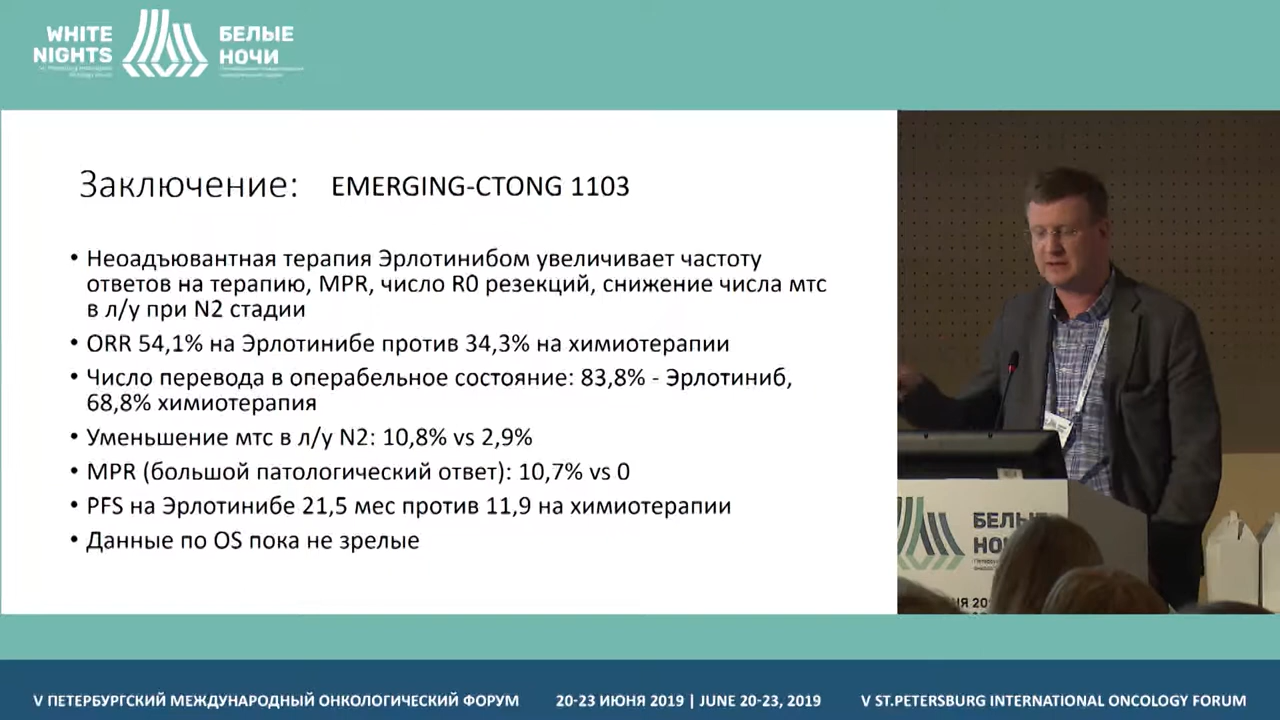 WHITE
NIGHTS
БЕЛЫЕ
НОЧИ
Заключение: EMERGING-CTONG 1103
• Неоадъювантная терапия Эрлотинибом увеличивает частоту
ответов на терапию, MPR, число R0 резекций, снижение числа мтс
в л/у при N2 стадии
• ORR 54,1% на Эрлотинибе против 34,3% на химиотерапии
• Число перевода в операбельное состояние: 83,8% - Эрлотиниб,
68,8% химиотерапия
• Уменьшение мтс в л/у N2: 10,8% vs 2,9%
• MPR (большой патологический ответ): 10,7% vs 0
• PFS на Эрлотинибе 21,5 мес против 11,9 на химиотерапии
• Данные по OS пока не зрелые
V ПЕТЕРБУРГСКИЙ МЕЖДУНАРОДНЫЙ ОНКОЛОГИЧЕСКИЙ ФОРУМ 20-23 ИЮНЯ 2019 | JUNE 20-23, 2019 V ST.PETERSBURG INTERNATIONAL ONCOLOGY FORUM